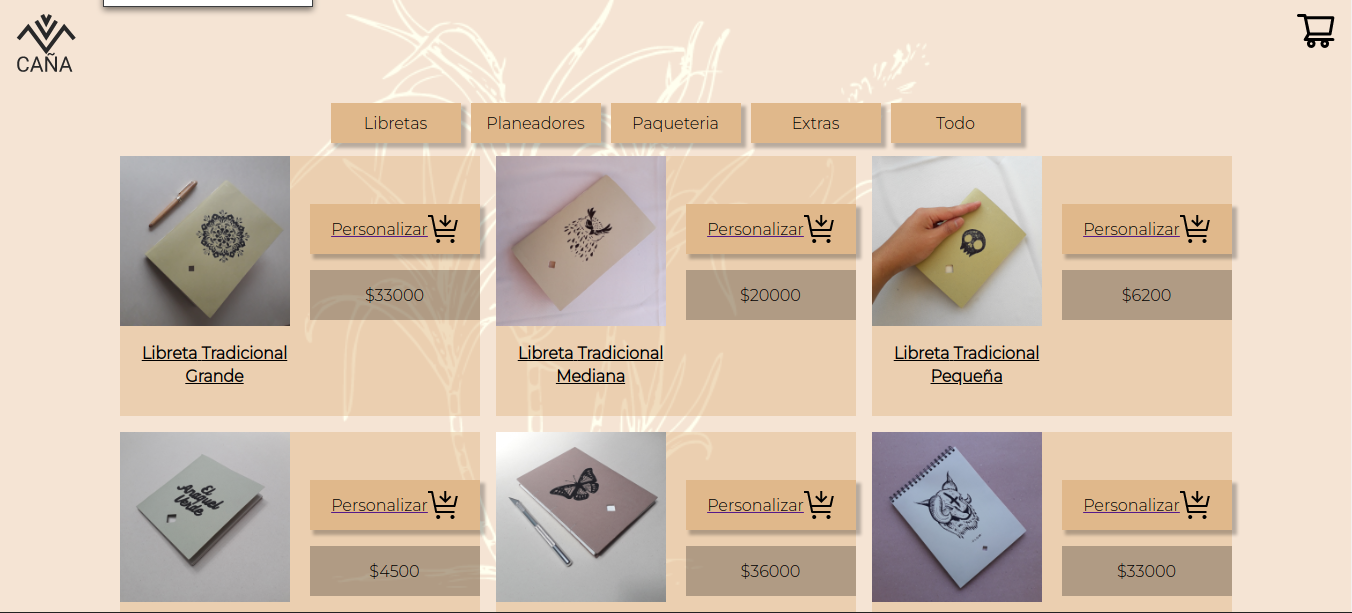 CAÑA
Libretas
Planeadores
Paqueteria
Extras
Todo
Personalizar
$33000
Libreta Tradicional
Grande
Personalizar
$20000
Libreta Tradicional
Mediana
Personalizar
$6200
Libreta Tradicional
Pequeña
El
Anaquel
Verde
Personalizar
$4500
Personalizar
$36000
Personalizar
$33000